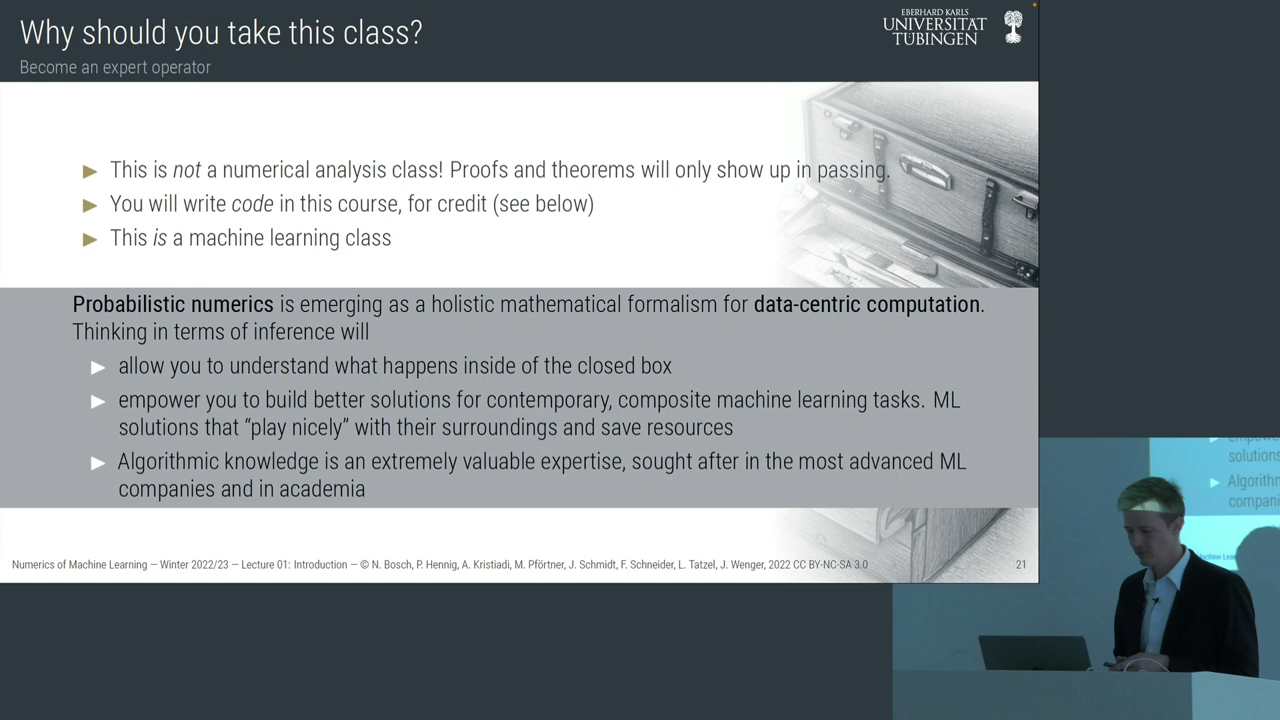 Why should you take this class?
Become an expert operator
EBERHARD KARLS
UNIVERSITÄT
TÜBINGEN
► This is not a numerical analysis class! Proofs and theorems will only show up in passing.
► You will write code in this course, for credit (see below)
► This is a machine learning class
Probabilistic numerics is emerging as a holistic mathematical formalism for data-centric computation.
Thinking in terms of inference will
► allow you to understand what happens inside of the closed box
► empower you to build better solutions for contemporary, composite machine learning tasks. ML
solutions that “play nicely” with their surroundings and save resources
► Algorithmic knowledge is an extremely valuable expertise, sought after in the most advanced ML
companies and in academia
Numerics of Machine Learning — Winter 2022/23 — Lecture 01: Introduction — © N. Bosch, P. Hennig, A. Kristiadi, M. Pförtner, J. Schmidt, F. Schneider, L. Tatzel, J. Wenger, 2022 CC BY-NC-SA 3.0
21
solutions
► Algorithm
compani